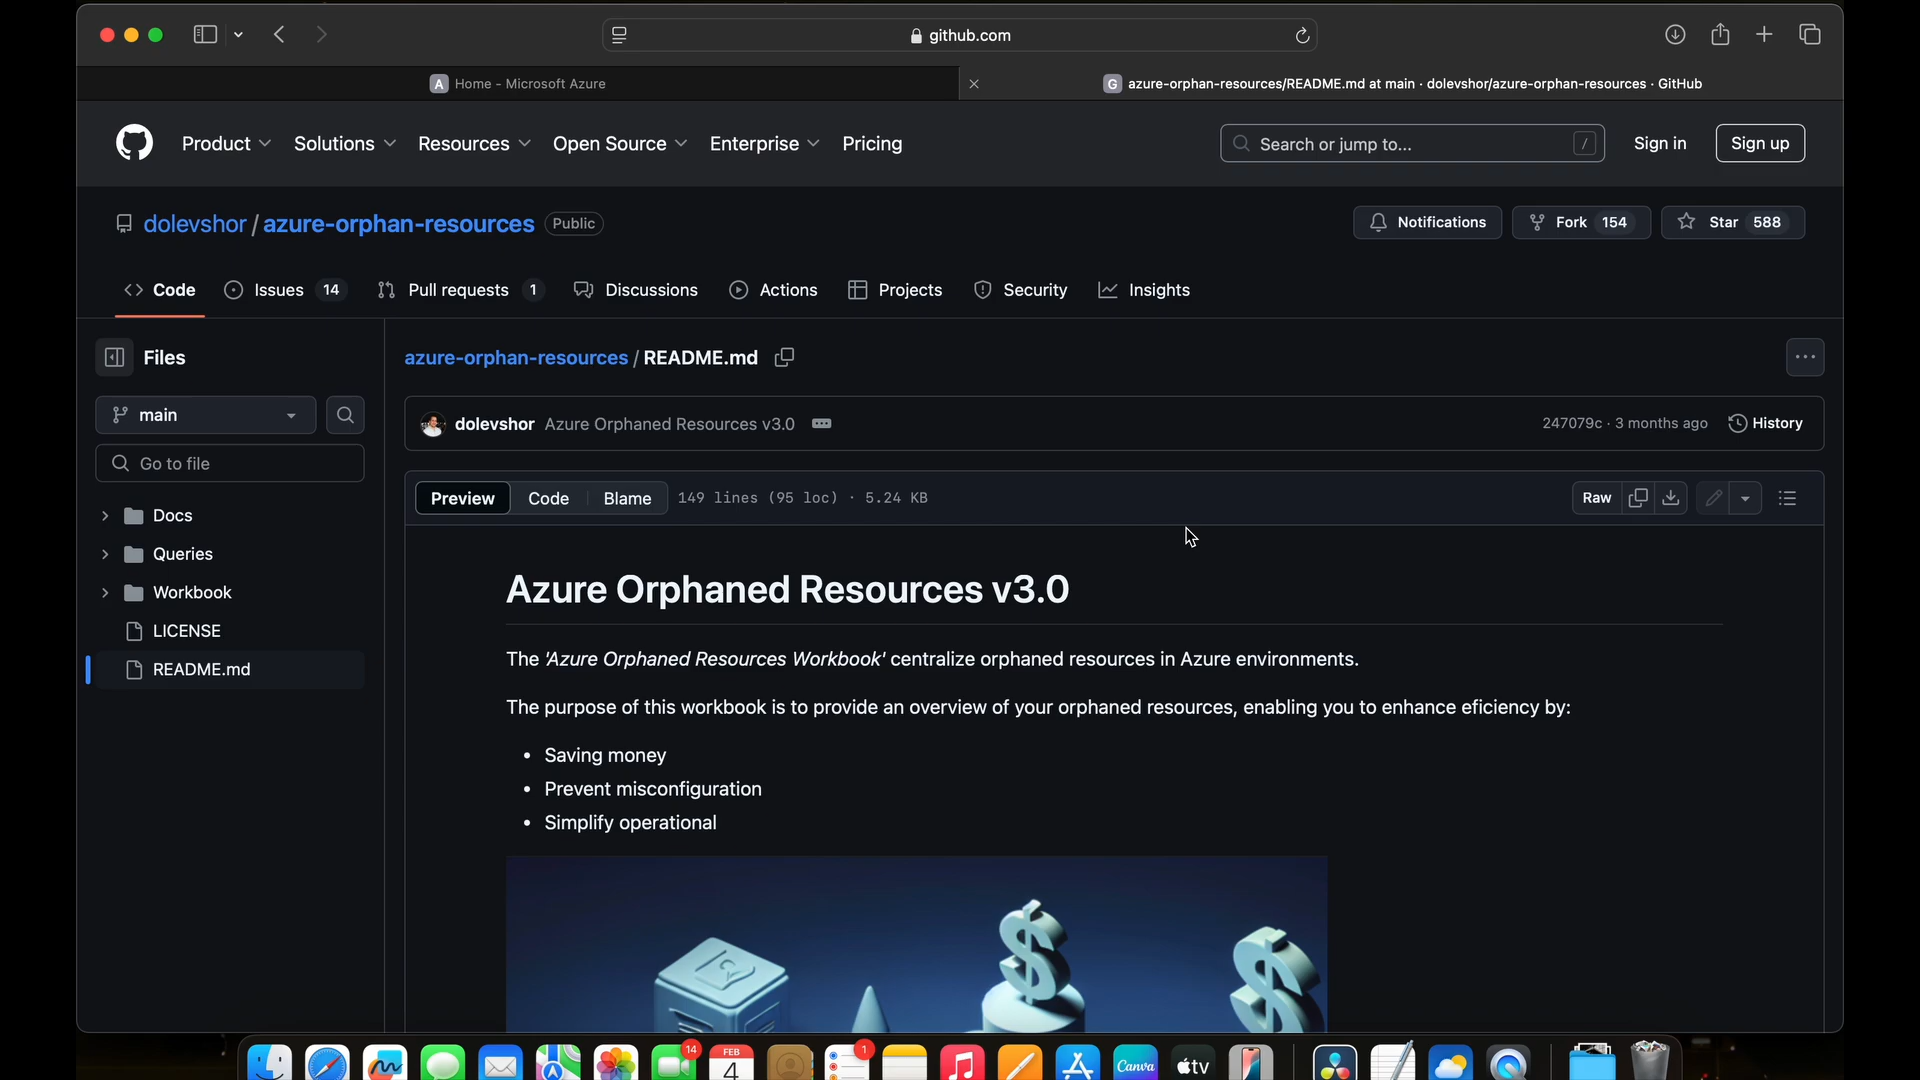 github.com
A Home - Microsoft Azure
G azure-orphan-resources/README.md at main · dolevshor/azure-orphan-resources · GitHub
Product Solutions Resources Open Source Enterprise Pricing Search or jump to... / Sign in Sign up
dolevshor / azure-orphan-resources Public Notifications Fork 154 Star 588
Code Issues 14 Pull requests 1 Discussions Actions Projects Security Insights
Files
main
Go to file
Docs
Queries
Workbook
LICENSE
README.md
azure-orphan-resources / README.md
dolevshor Azure Orphaned Resources v3.0 247079c · 3 months ago History
Preview Code Blame 149 lines (95 loc) · 5.24 KB Raw
Azure Orphaned Resources v3.0
The 'Azure Orphaned Resources Workbook' centralize orphaned resources in Azure environments.
The purpose of this workbook is to provide an overview of your orphaned resources, enabling you to enhance eficiency by:
• Saving money
• Prevent misconfiguration
• Simplify operational
14 FEB 4 1 Canva tv